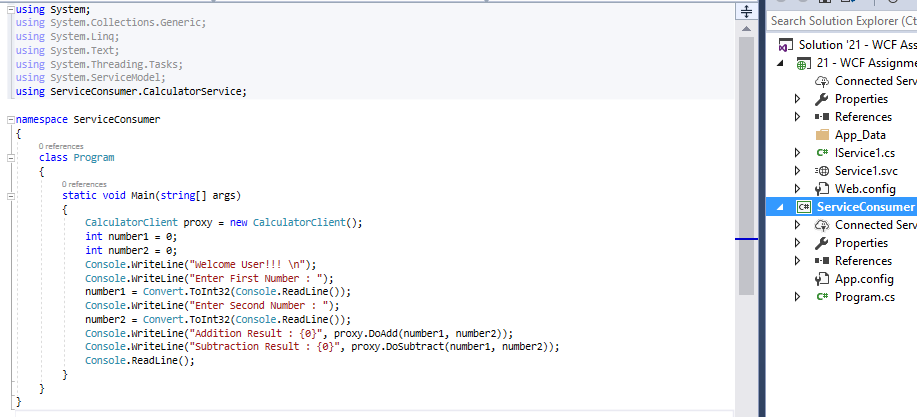 using System;
using System.Collections.Generic;
using System.Linq;
using System.Text;
using System.Threading.Tasks;
using System.ServiceModel;
using ServiceConsumer.CalculatorService;
namespace ServiceConsumer
{
0 references
class Program
{
0 references
static void Main(string[] args)
{
CalculatorClient proxy = new CalculatorClient();
int number1 = 0;
int number2 = 0;
Console.WriteLine("Welcome User!!! \n");
Console.WriteLine("Enter First Number : ");
number1 = Convert.ToInt32(Console.ReadLine());
Console.WriteLine("Enter Second Number : ");
number2 = Convert.ToInt32(Console.ReadLine());
Console.WriteLine("Addition Result : {0}", proxy.DoAdd(number1, number2));
Console.WriteLine("Subtraction Result : {0}", proxy.DoSubtract(number1, number2));
Console.ReadLine();
}
}
}
Search Solution Explorer (Ct
Solution '21 - WCF Ass
21 - WCF Assignme
Connected Serv
Properties
References
App_Data
C# IService1.cs
Service1.svc
Web.config
C# ServiceConsumer
Connected Serv
Properties
References
App.config
C# Program.cs